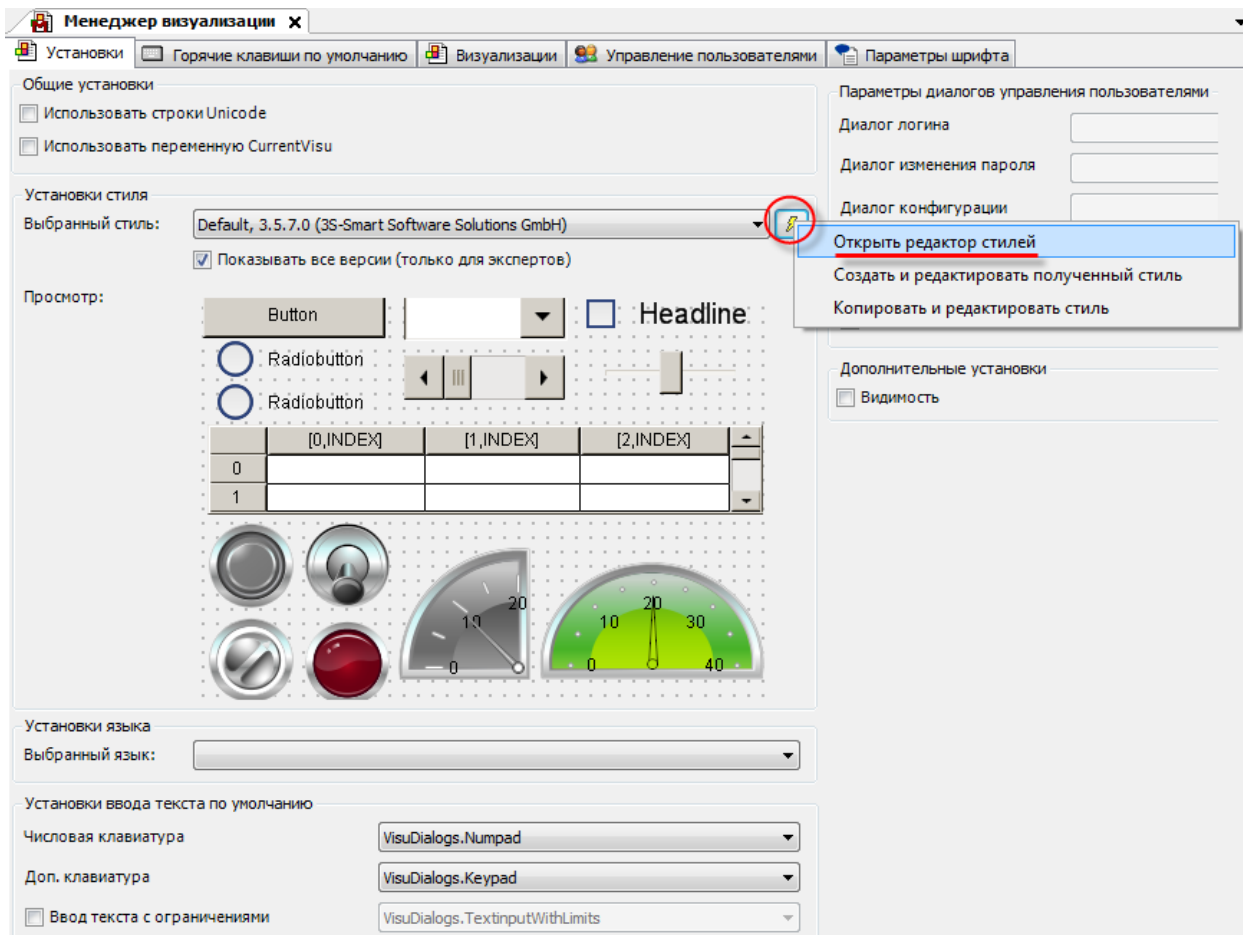 Менеджер визуализации X
Установки
Горячие клавиши по умолчанию
Визуализации
Управление пользователями
Параметры шрифта
Общие установки
Использовать строки Unicode
Использовать переменную CurrentVisu
Установки стиля
Выбранный стиль:
Default, 3.5.7.0 (3S-Smart Software Solutions GmbH)
Показывать все версии (только для экспертов)
Просмотр:
Button
Headline
Radiobutton
Radiobutton
[0,INDEX] [1,INDEX] [2,INDEX]
0
1
0 10 20
0 10 20 30 40
Установки языка
Выбранный язык:
Установки ввода текста по умолчанию
Числовая клавиатура
VisuDialogs.Numpad
Доп. клавиатура
VisuDialogs.Keypad
Ввод текста с ограничениями
VisuDialogs.TextinputWithLimits
Параметры диалогов управления пользователями
Диалог логина
Диалог изменения пароля
Диалог конфигурации
Открыть редактор стилей
Создать и редактировать полученный стиль
Копировать и редактировать стиль
Дополнительные установки
Видимость